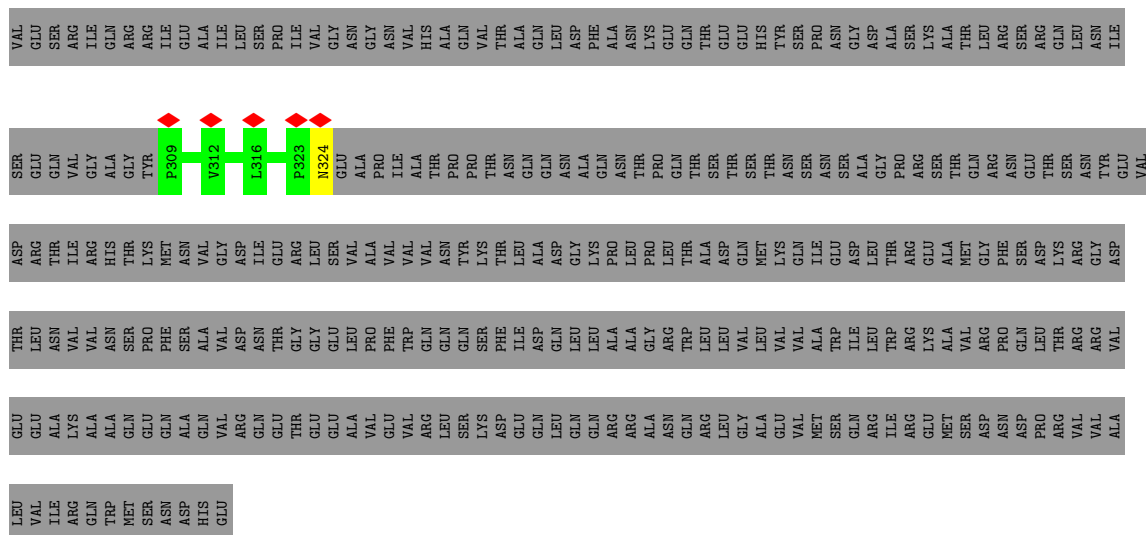 VAL GLU SER ARG ILE GLN ARG ARG ILE GLU ALA ILE LEU SER PRO ILE VAL GLY ASN GLY ASN VAL HIS ALA GLN VAL THR ALA GLN LEU ASP PHE ALA ASN LYS GLU GLN THR GLU GLU HIS TYR SER PRO ASN GLY ASP ALA SER LYS ALA THR LEU ARG SER ARG GLN LEU ASN ILE
SER GLU GLN VAL GLY ALA GLY TYR P309 V312 L316 P323 N324 GLU ALA PRO ILE ALA THR PRO PRO THR ASN GLN GLN ASN ALA GLN ASN THR PRO GLN THR SER THR SER THR ASN SER ASN SER ALA GLY PRO ARG SER THR GLN ARG ASN GLU THR SER ASN TYR GLU VAL
ASP ARG THR ILE ARG HIS THR LYS MET ASN VAL GLY ASP ILE GLU ARG LEU SER VAL ALA VAL VAL VAL ASN TYR LYS THR LEU ALA ASP GLY LYS PRO LEU PRO LEU THR ALA ASP GLN MET LYS GLN ILE GLU ASP LEU THR ARG GLU ALA MET GLY PHE SER ASP LYS ARG GLY ASP
THR LEU ASN VAL VAL ASN SER PRO PHE SER ALA VAL ASP ASN THR GLY GLY GLU LEU PRO PHE TRP GLN GLN GLN SER PHE ILE ASP GLN LEU LEU ALA ALA GLY ARG TRP LEU LEU VAL LEU VAL VAL ALA TRP ILE LEU TRP ARG LYS ALA VAL ARG PRO GLN LEU THR ARG ARG VAL
GLU GLU ALA LYS ALA ALA GLN GLU GLN ALA GLN VAL ARG GLN GLU THR GLU GLU ALA VAL GLU VAL ARG LEU SER LYS ASP GLU GLN LEU GLN GLN ARG ARG ALA ASN GLN ARG LEU GLY ALA GLU VAL MET SER GLN ARG ILE ARG GLU MET SER ASP ASN ASP PRO ARG VAL VAL ALA
LEU VAL ILE ARG GLN TRP MET SER ASN ASP HIS GLU